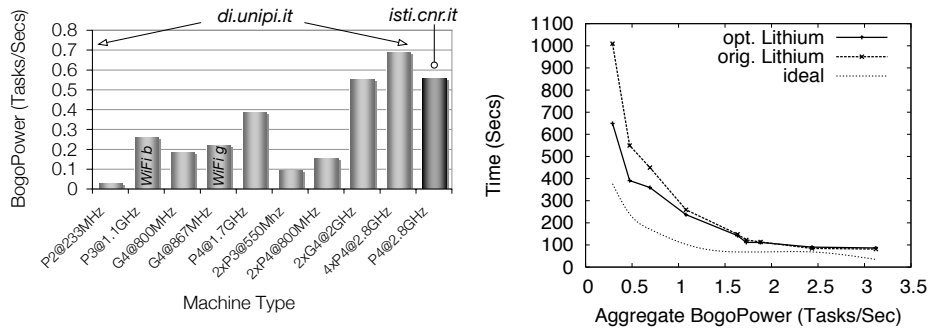 di.unipi.it
isti.cnr.it
BogoPower (Tasks/Secs)
0.8
0.7
0.6
0.5
0.4
0.3
0.2
0.1
0
WiFi b
WiFi g
P2@233MHz
P3@1.1GHz
G4@800MHz
G4@867MHz
P4@1.7GHz
2xP3@550Mhz
2xP4@800MHz
2xG4@2GHz
4xP4@2.8GHz
P4@2.8GHz
Machine Type
Time (Secs)
1100
1000
900
800
700
600
500
400
300
200
100
0
opt. Lithium
orig. Lithium
ideal
0 0.5 1 1.5 2 2.5 3 3.5
Aggregate BogoPower (Tasks/Sec)